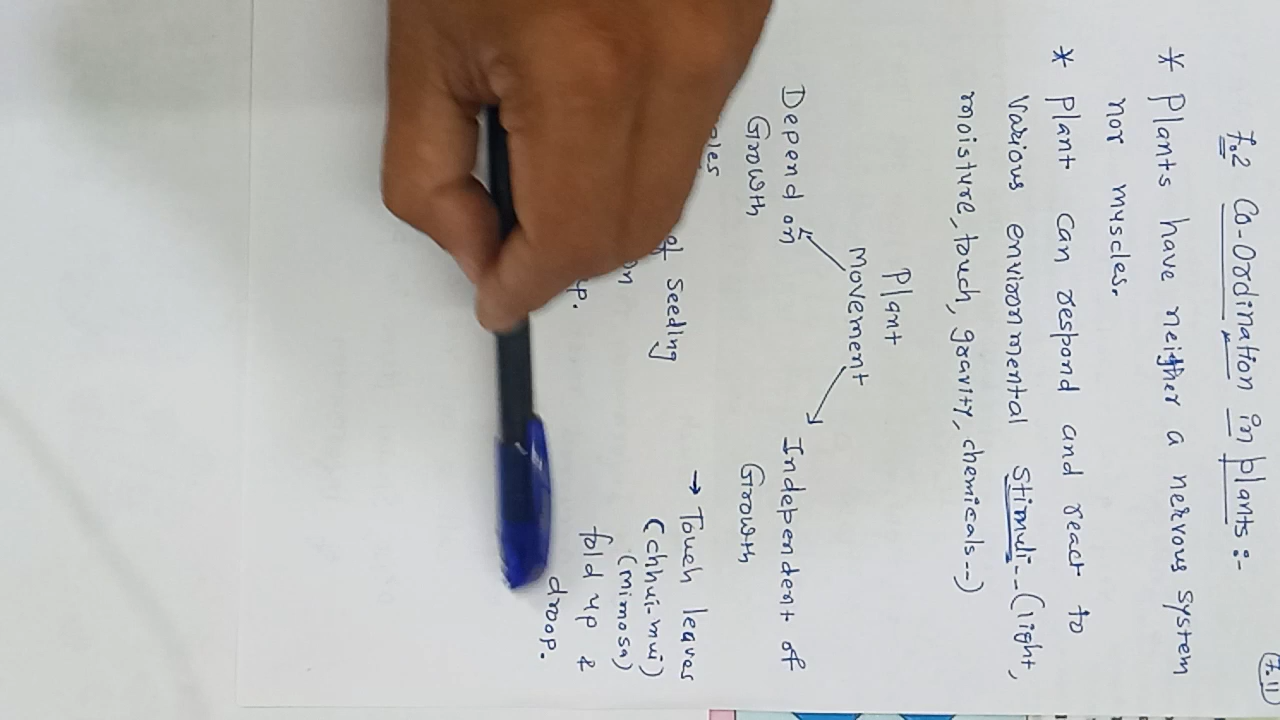 7.11
7.2 Co-Ordination in plants :-
* Plants have neither a nervous system
nor muscles.
* Plant can respond and react to
Various environmental stimuli -- (light,
moisture, touch, gravity, chemicals --)
Plant
Movement
Depend on
Growth
of seeding
Independent of
Growth
→ Touch leaves
(chhui-mui)
(mimosa)
fold up &
droop.